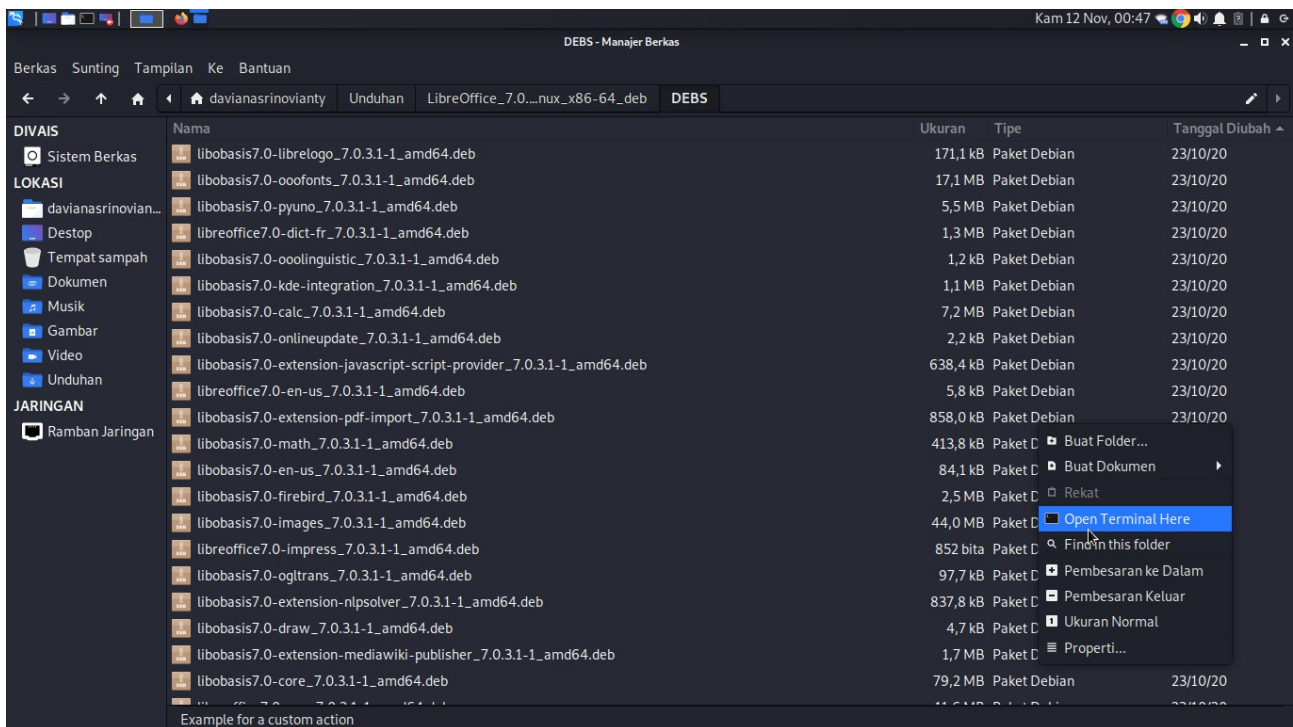 Kam 12 Nov, 00:47
DEBS - Manajer Berkas
Berkas Sunting Tampilan Ke Bantuan
davianasrinovianty Unduhan LibreOffice_7.0....nux_x86-64_deb DEBS
DIVAIS
Sistem Berkas
LOKASI
davianasrinovian...
Destop
Tempat sampah
Dokumen
Musik
Gambar
Video
Unduhan
JARINGAN
Ramban Jaringan
Nama Ukuran Tipe Tanggal Diubah
libobasis7.0-librelogo_7.0.3.1-1_amd64.deb 171,1 kB Paket Debian 23/10/20
libobasis7.0-ooofonts_7.0.3.1-1_amd64.deb 17,1 MB Paket Debian 23/10/20
libobasis7.0-pyuno_7.0.3.1-1_amd64.deb 5,5 MB Paket Debian 23/10/20
libreoffice7.0-dict-fr_7.0.3.1-1_amd64.deb 1,3 MB Paket Debian 23/10/20
libobasis7.0-ooolinguistic_7.0.3.1-1_amd64.deb 1,2 kB Paket Debian 23/10/20
libobasis7.0-kde-integration_7.0.3.1-1_amd64.deb 1,1 MB Paket Debian 23/10/20
libobasis7.0-calc_7.0.3.1-1_amd64.deb 7,2 MB Paket Debian 23/10/20
libobasis7.0-onlineupdate_7.0.3.1-1_amd64.deb 2,2 kB Paket Debian 23/10/20
libobasis7.0-extension-javascript-script-provider_7.0.3.1-1_amd64.deb 638,4 kB Paket Debian 23/10/20
libreoffice7.0-en-us_7.0.3.1-1_amd64.deb 5,8 kB Paket Debian 23/10/20
libobasis7.0-extension-pdf-import_7.0.3.1-1_amd64.deb 858,0 kB Paket Debian 23/10/20
libobasis7.0-math_7.0.3.1-1_amd64.deb 413,8 kB Paket D
libobasis7.0-en-us_7.0.3.1-1_amd64.deb 84,1 kB Paket D
libobasis7.0-firebird_7.0.3.1-1_amd64.deb 2,5 MB Paket D
libobasis7.0-images_7.0.3.1-1_amd64.deb 44,0 MB Paket D
libreoffice7.0-impress_7.0.3.1-1_amd64.deb 852 bita Paket D
libobasis7.0-ogltrans_7.0.3.1-1_amd64.deb 97,7 kB Paket D
libobasis7.0-extension-nlpsolver_7.0.3.1-1_amd64.deb 837,8 kB Paket D
libobasis7.0-draw_7.0.3.1-1_amd64.deb 4,7 kB Paket D
libobasis7.0-extension-mediawiki-publisher_7.0.3.1-1_amd64.deb 1,7 MB Paket D
libobasis7.0-core_7.0.3.1-1_amd64.deb 79,2 MB Paket Debian 23/10/20
Buat Folder...
Buat Dokumen
Rekat
Open Terminal Here
Find in this folder
Pembesaran ke Dalam
Pembesaran Keluar
Ukuran Normal
Properti...
Example for a custom action